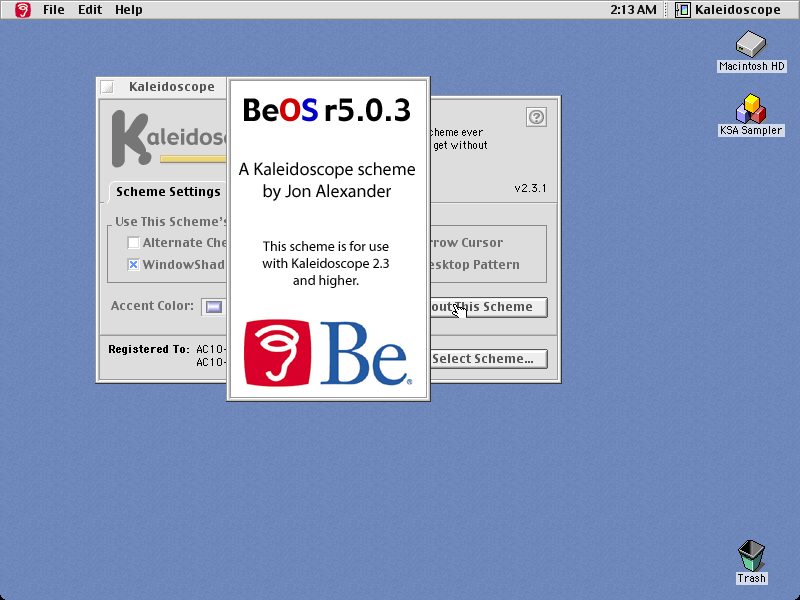 File Edit Help 2:13 AM Kaleidoscope
Macintosh HD
KSA Sampler
Kaleidoscope
BeOS r5.0.3
A Kaleidoscope scheme
by Jon Alexander
This scheme is for use
with Kaleidoscope 2.3
and higher.
Be
Kaleidos
cheme ever
get without
v2.3.1
Scheme Settings
Use This Scheme's
Alternate Che
WindowShad
rrow Cursor
esktop Pattern
Accent Color:
out This Scheme
Registered To: AC10-
AC10-
Select Scheme...
Trash